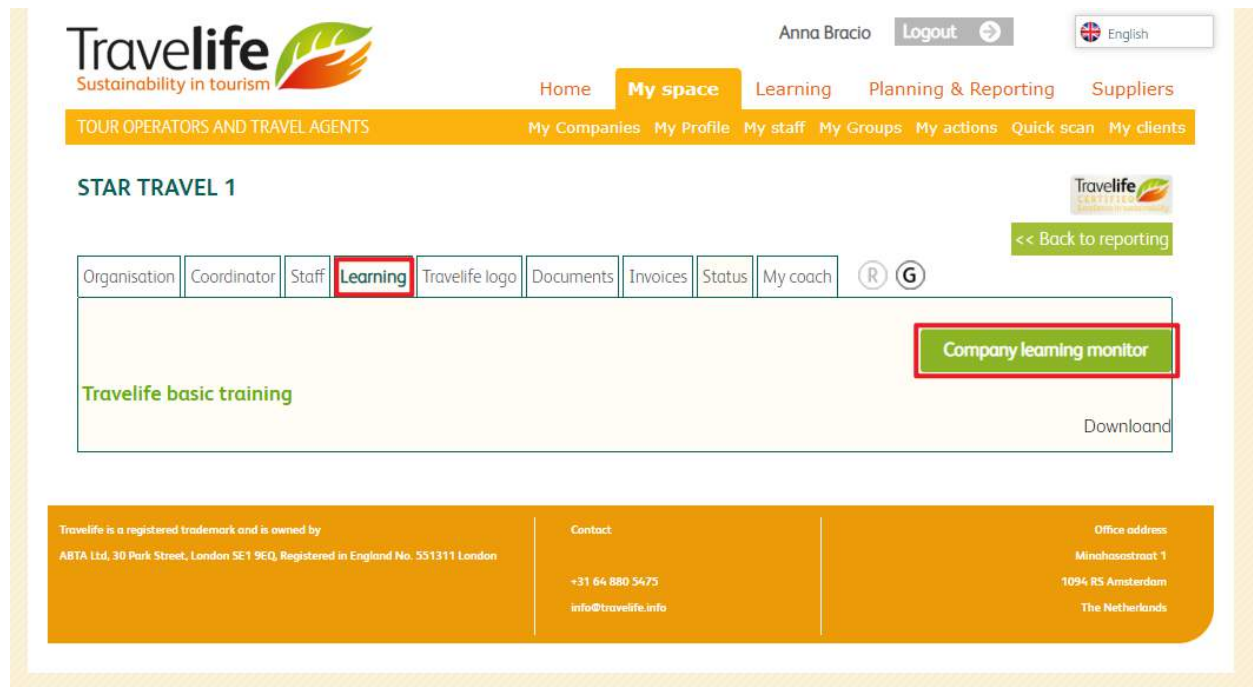 Travelife
Sustainability in tourism
Anna Bracio Logout English
Home My space Learning Planning & Reporting Suppliers
TOUR OPERATORS AND TRAVEL AGENTS My Companies My Profile My staff My Groups My actions Quick scan My clients
STAR TRAVEL 1
Travelife
CERTIFIED
<< Back to reporting
Organisation Coordinator Staff Learning Travelife logo Documents Invoices Status My coach R G
Company learning monitor
Travelife basic training
Downloand
Travelife is a registered trademark and is owned by
ABTA Ltd, 30 Park Street, London SE1 9EQ, Registered in England No. 551311 London
Contact
+31 64 880 5475
info@travelife.info
Office address
Minahasastraat 1
1094 RS Amsterdam
The Netherlands